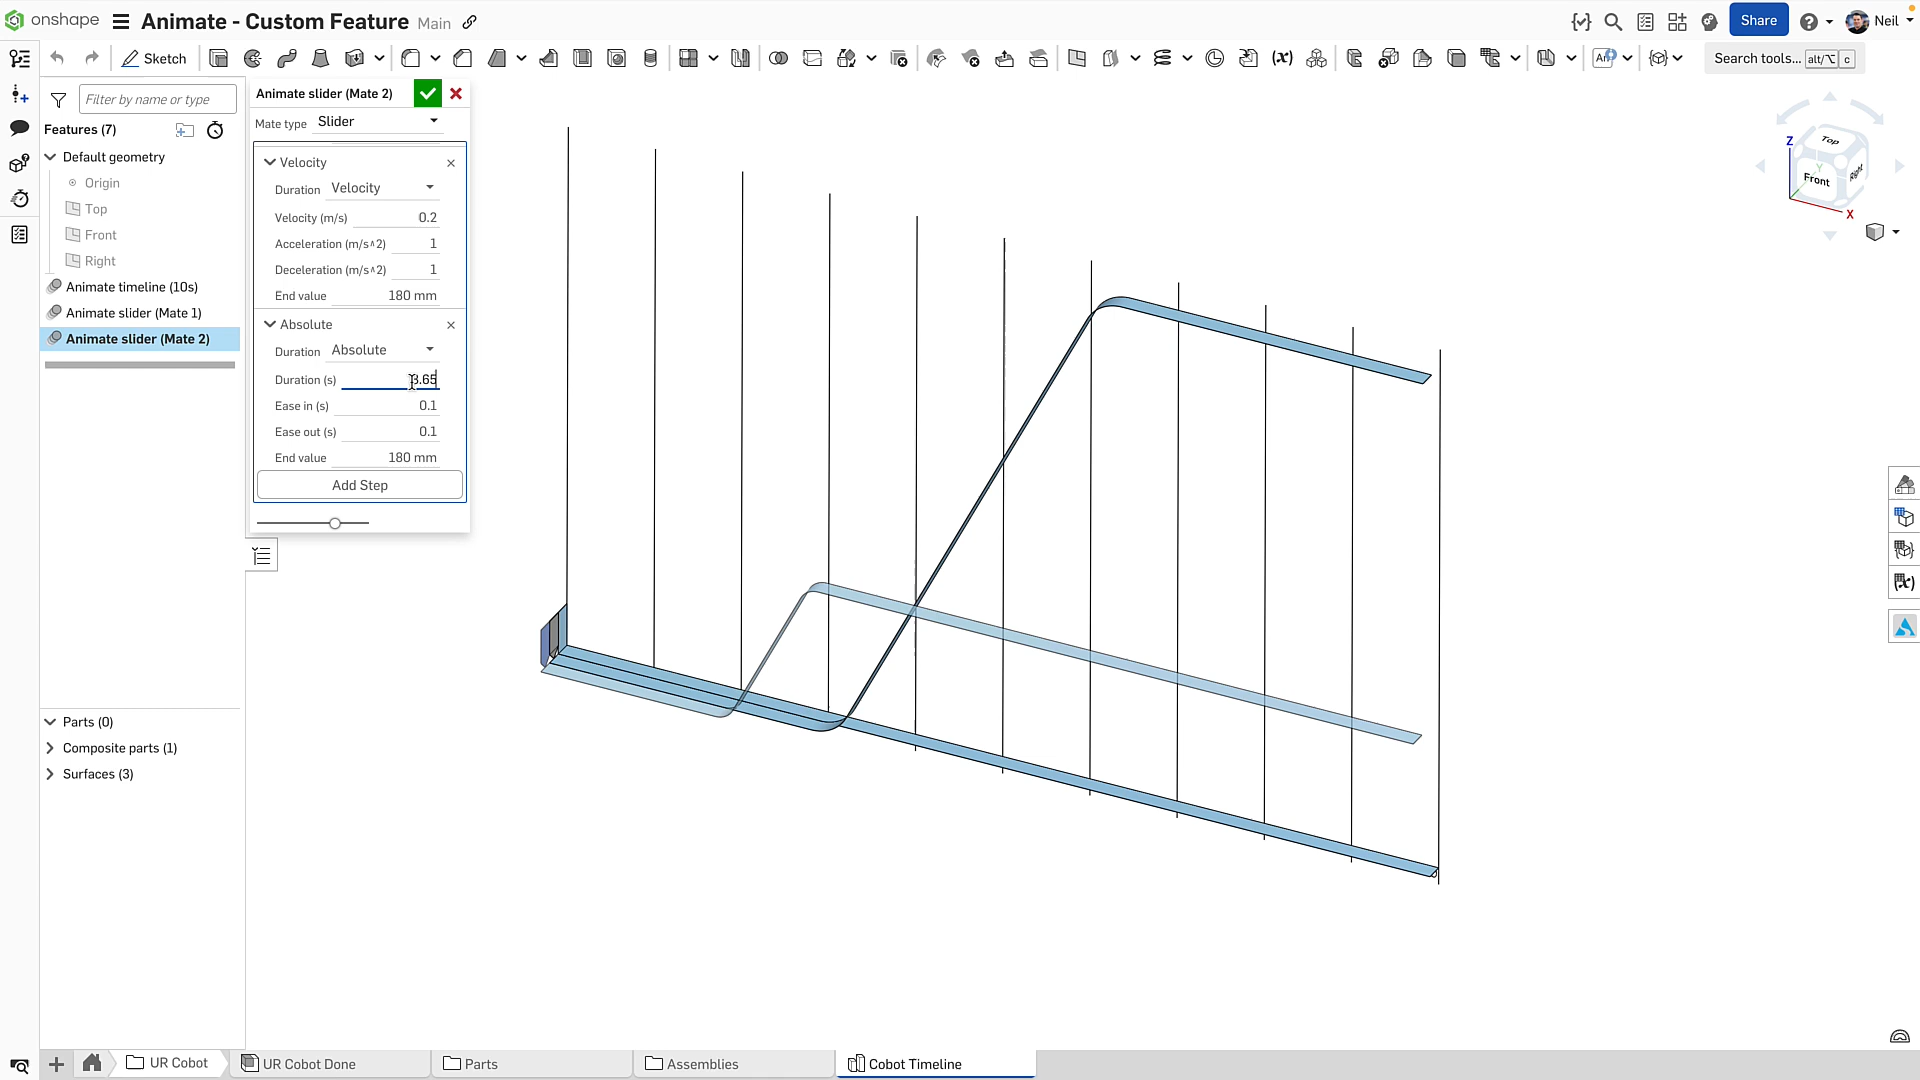 onshape Animate - Custom Feature Main Share Neil
Sketch Search tools... alt/⌥ c
Filter by name or type
Features (7)
Default geometry
Origin
Top
Front
Right
Animate timeline (10s)
Animate slider (Mate 1)
Animate slider (Mate 2)
Parts (0)
Composite parts (1)
Surfaces (3)
Animate slider (Mate 2)
Mate type Slider
Velocity
Duration Velocity
Velocity (m/s) 0.2
Acceleration (m/s^2) 1
Deceleration (m/s^2) 1
End value 180 mm
Absolute
Duration Absolute
Duration (s) 3.65
Ease in (s) 0.1
Ease out (s) 0.1
End value 180 mm
Add Step
Z
Top
Y
Front
Right
X
UR Cobot
UR Cobot Done
Parts
Assemblies
Cobot Timeline